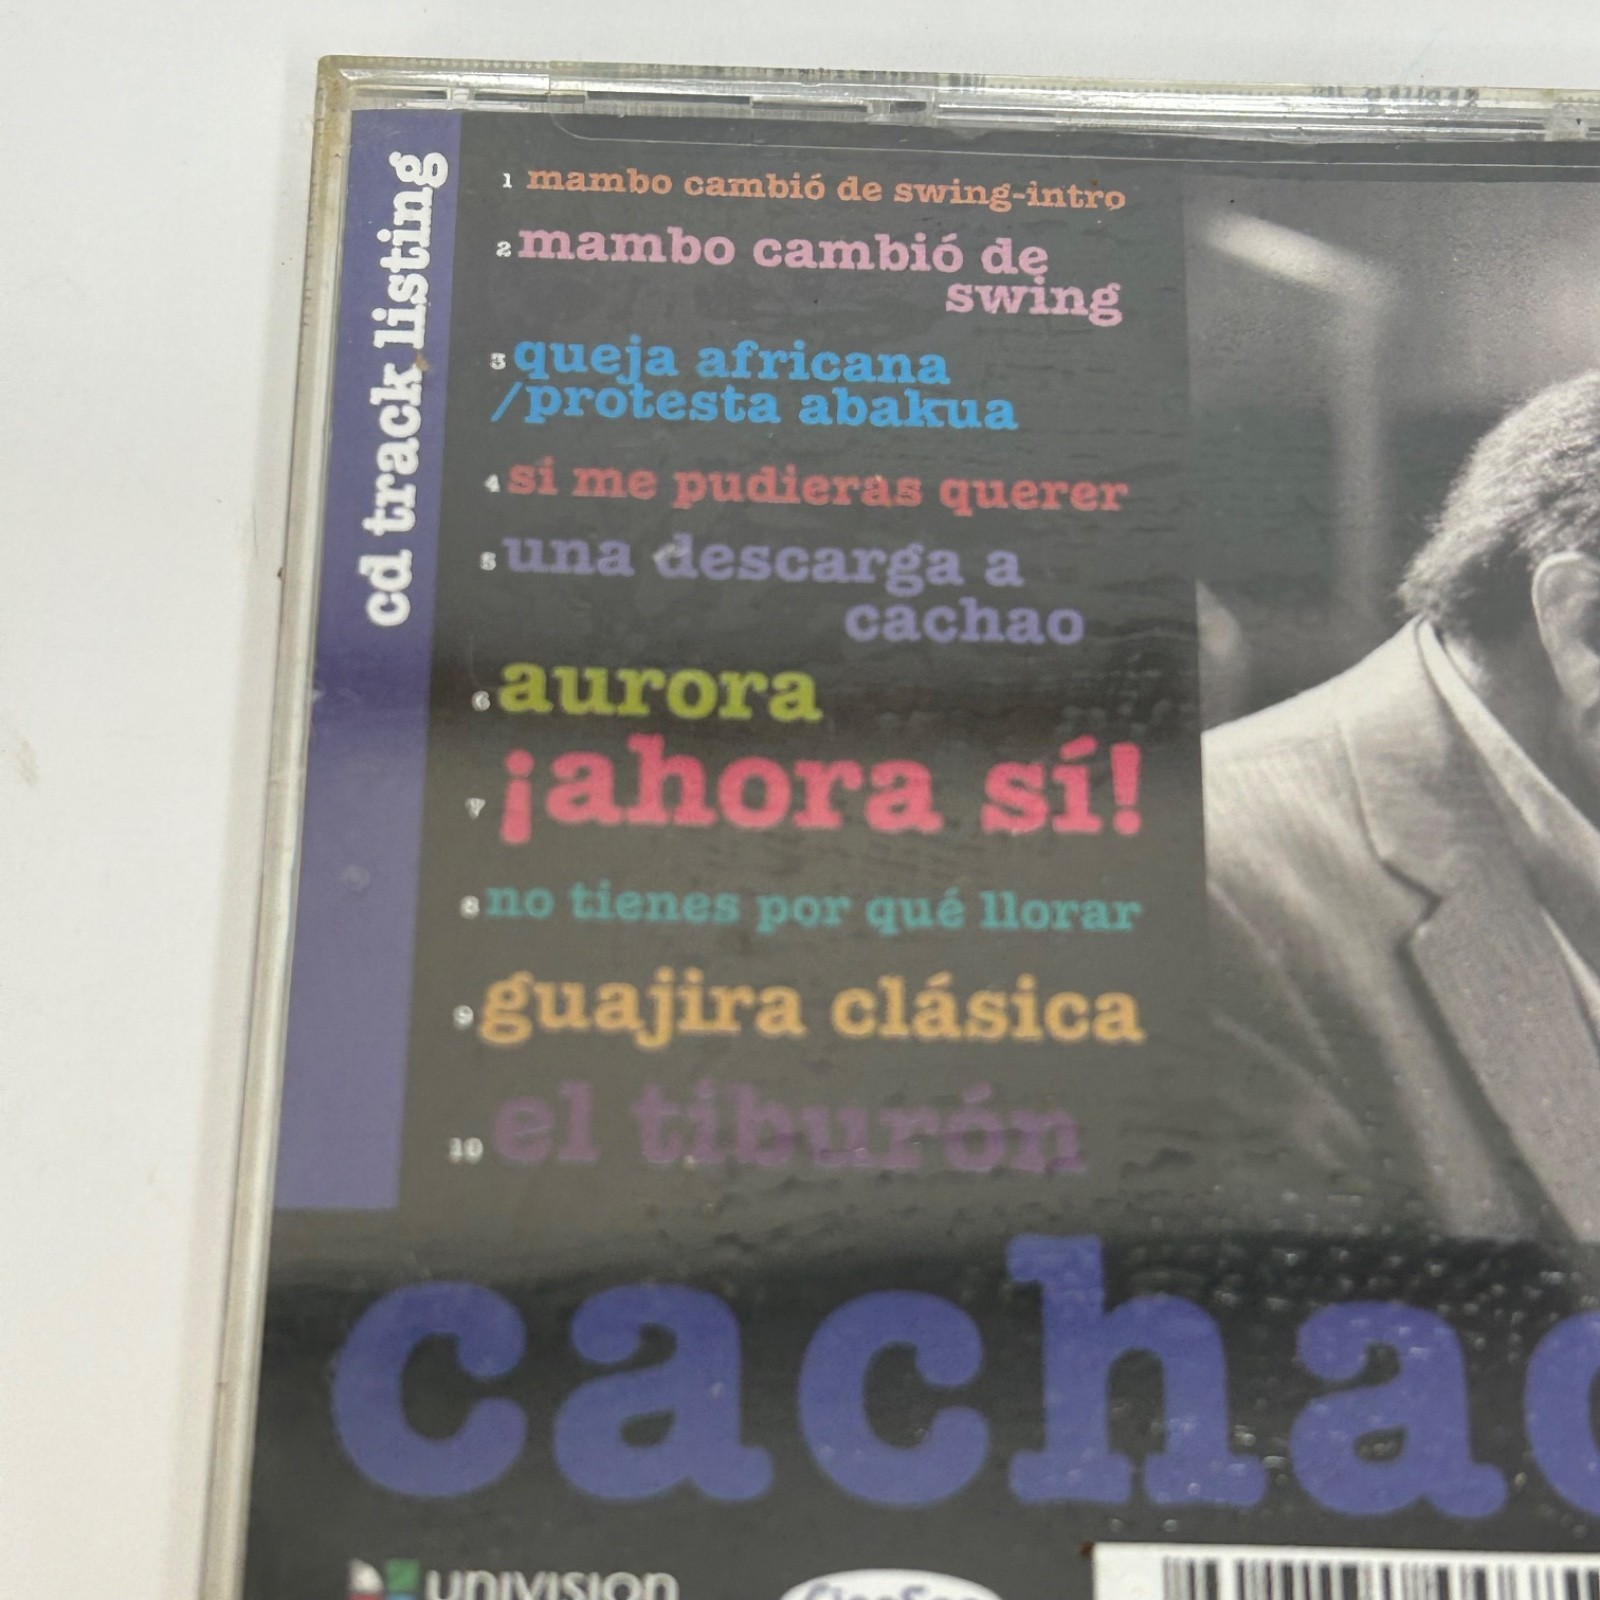 cd track listing
1 mambo cambió de swing-intro
2 mambo cambió de
swing
3 queja africana
/protesta abakua
4 si me pudieras querer
5 una descarga a
cachao
6 aurora
7 ¡ahora sí!
8 no tienes por qué llorar
9 guajira clásica
10 el tiburón
cachao
UNIVISION